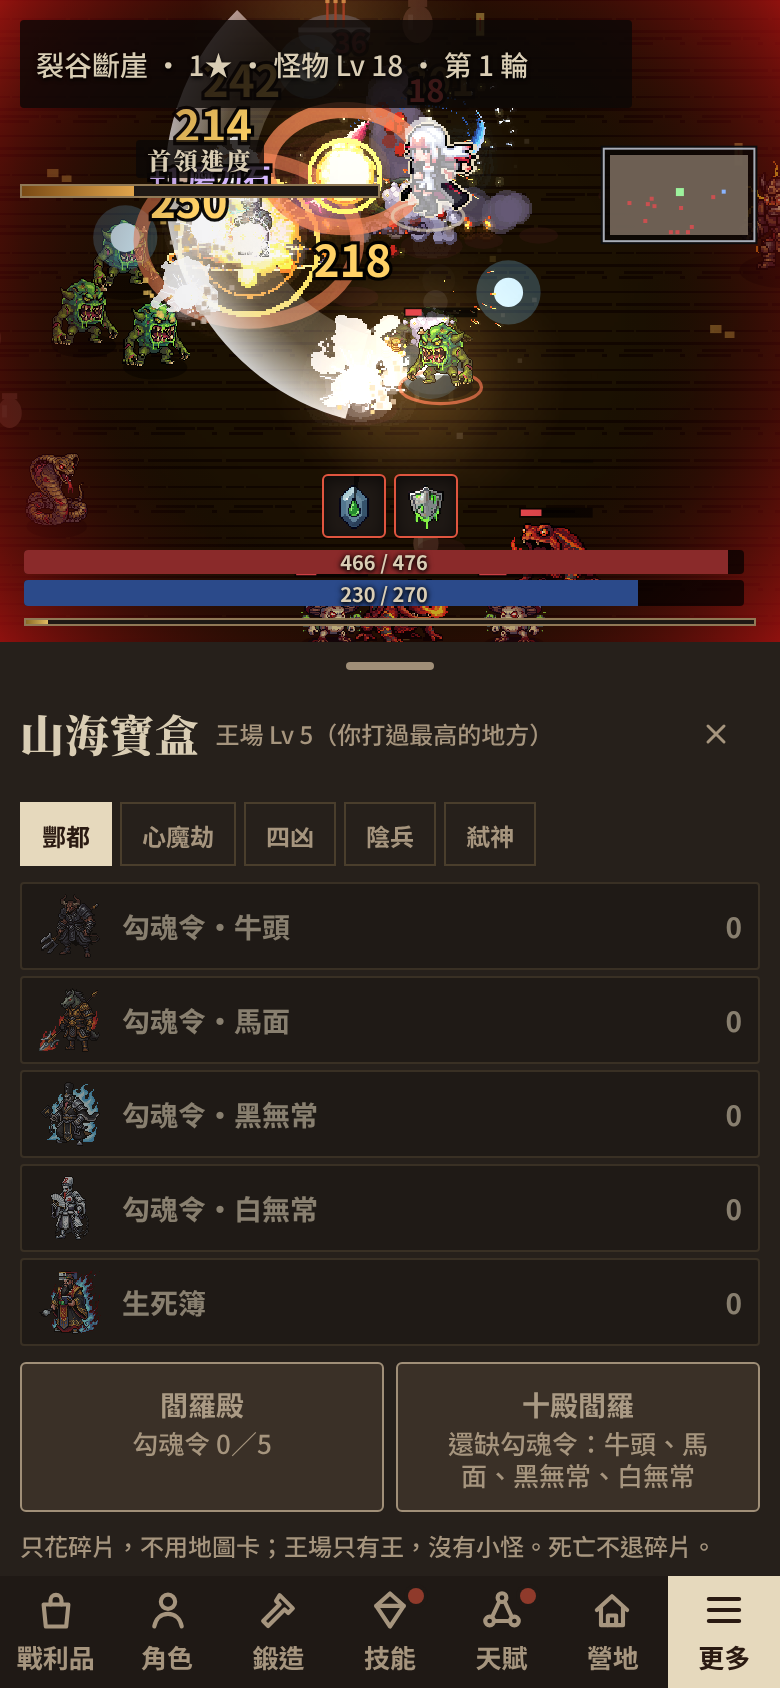 裂谷斷崖 · 1★ · 怪物 Lv 18 · 第 1 輪
36
242
18
214
首領進度
250
218
466 / 476
230 / 270
山海寶盒 王場 Lv 5（你打過最高的地方）
酆都 心魔劫 四凶 陰兵 弒神
勾魂令・牛頭 0
勾魂令・馬面 0
勾魂令・黑無常 0
勾魂令・白無常 0
生死簿 0
閻羅殿
勾魂令 0／5
十殿閻羅
還缺勾魂令：牛頭、馬
面、黑無常、白無常
只花碎片，不用地圖卡；王場只有王，沒有小怪。死亡不退碎片。
戰利品 角色 鍛造 技能 天賦 營地 更多